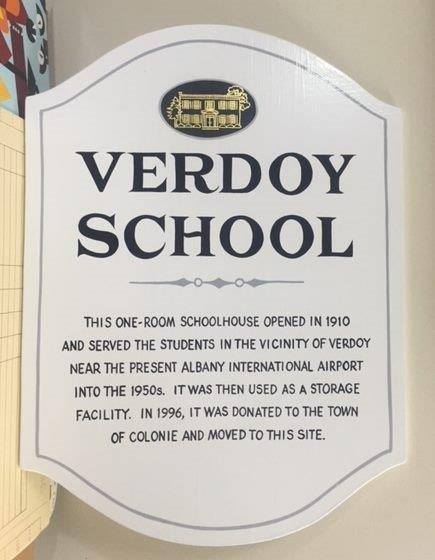 VERDOY
SCHOOL
THIS ONE-ROOM SCHOOLHOUSE OPENED IN 1910
AND SERVED THE STUDENTS IN THE VICINITY OF VERDOY
NEAR THE PRESENT ALBANY INTERNATIONAL AIRPORT
INTO THE 1950s. IT WAS THEN USED AS A STORAGE
FACILITY. IN 1996, IT WAS DONATED TO THE TOWN
OF COLONIE AND MOVED TO THIS SITE.